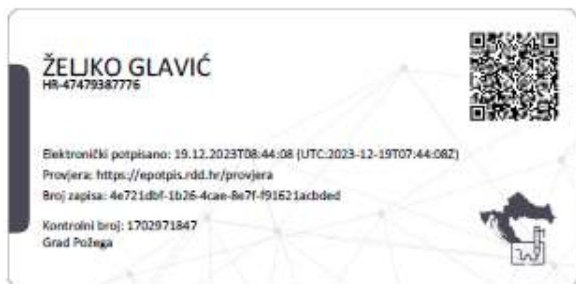 ŽELJKO GLAVIĆ
HR-47479387776
Elektronički potpisano: 19.12.2023T08:44:08 (UTC:2023-12-19T07:44:08Z)
Provjera: https://epotpis.rdd.hr/provjera
Broj zapisa: 4e721dbf-1b26-4cae-8e7f-f91621acbded
Kontrolni broj: 1702971847
Grad Požega